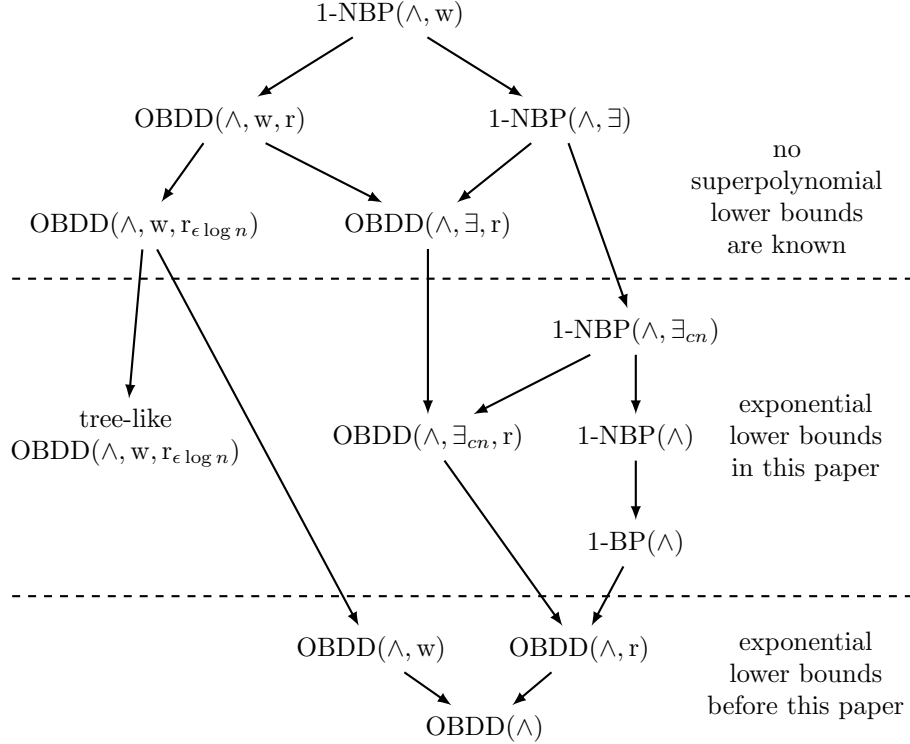 1-NBP(∧, w)
OBDD(∧, w, r)
1-NBP(∧, ∃)
no
superpolynomial
lower bounds
are known
OBDD(∧, w, r_{ϵ log n})
OBDD(∧, ∃, r)
1-NBP(∧, ∃_{cn})
tree-like
OBDD(∧, w, r_{ϵ log n})
OBDD(∧, ∃_{cn}, r)
1-NBP(∧)
exponential
lower bounds
in this paper
1-BP(∧)
OBDD(∧, w)
OBDD(∧, r)
exponential
lower bounds
before this paper
OBDD(∧)